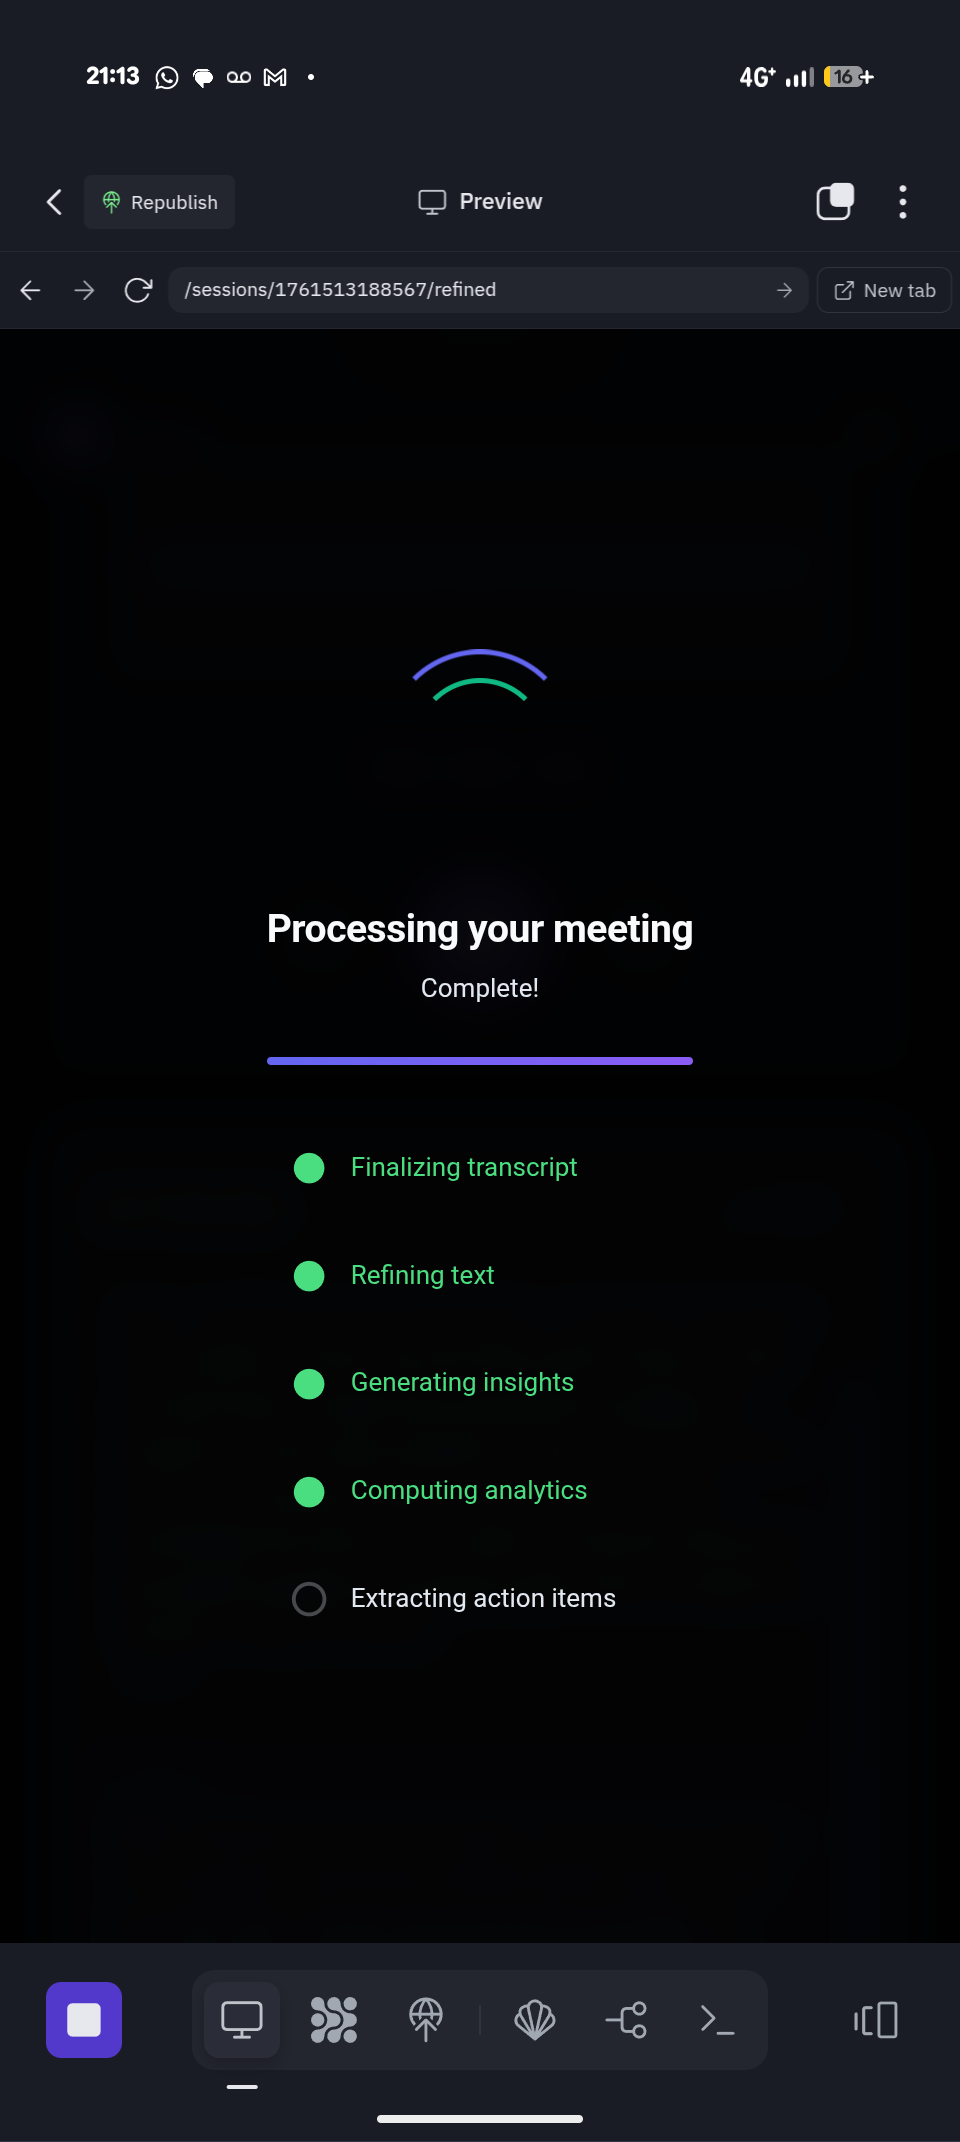 21:13
4G+
16
Republish
Preview
/sessions/1761513188567/refined
New tab
Processing your meeting
Complete!
Finalizing transcript
Refining text
Generating insights
Computing analytics
Extracting action items